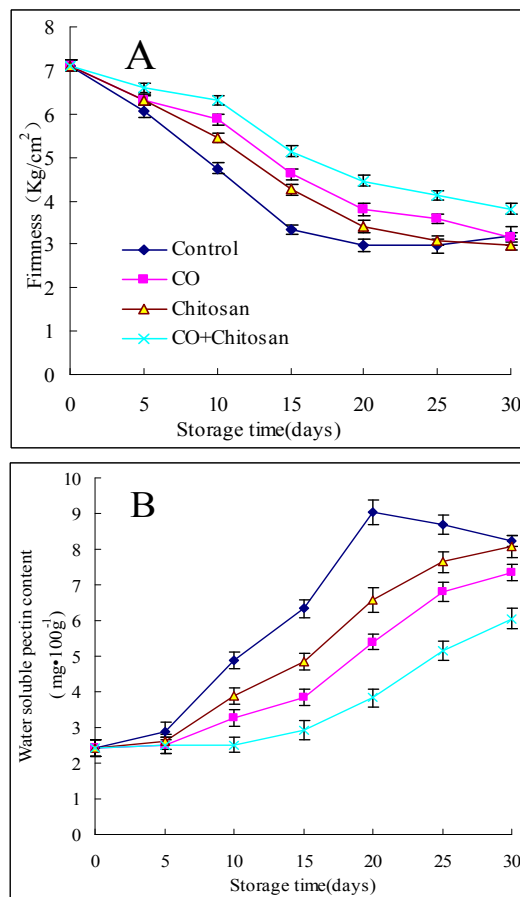 A
8
7
6
5
4
3
2
1
0
Firmness（Kg/cm²）
Control
CO
Chitosan
CO+Chitosan
0 5 10 15 20 25 30
Storage time(days)
B
10
9
8
7
6
5
4
3
2
1
0
Water soluble pectin content
( mg•100g⁻¹)
0 5 10 15 20 25 30
Storage time(days)